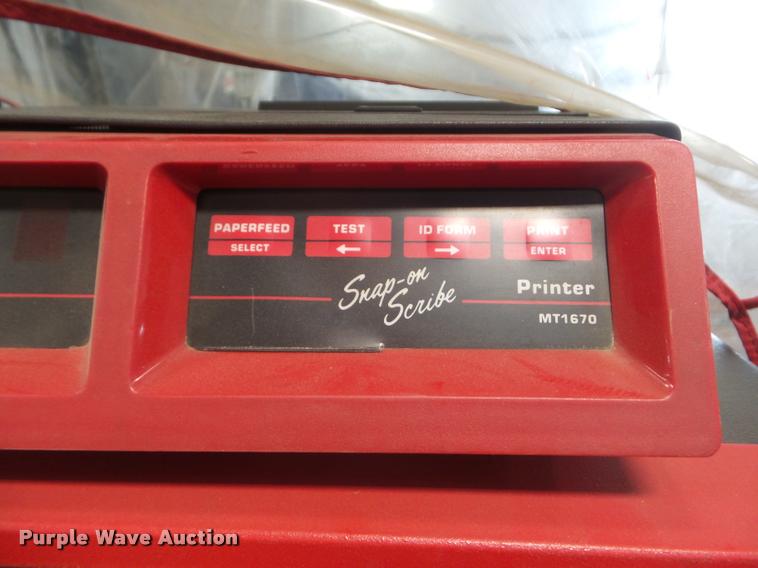 PAPERFEED TEST ID FORM PRINT
SELECT ← → ENTER
Snap-on
Scribe
Printer
MT1670
Purple Wave Auction